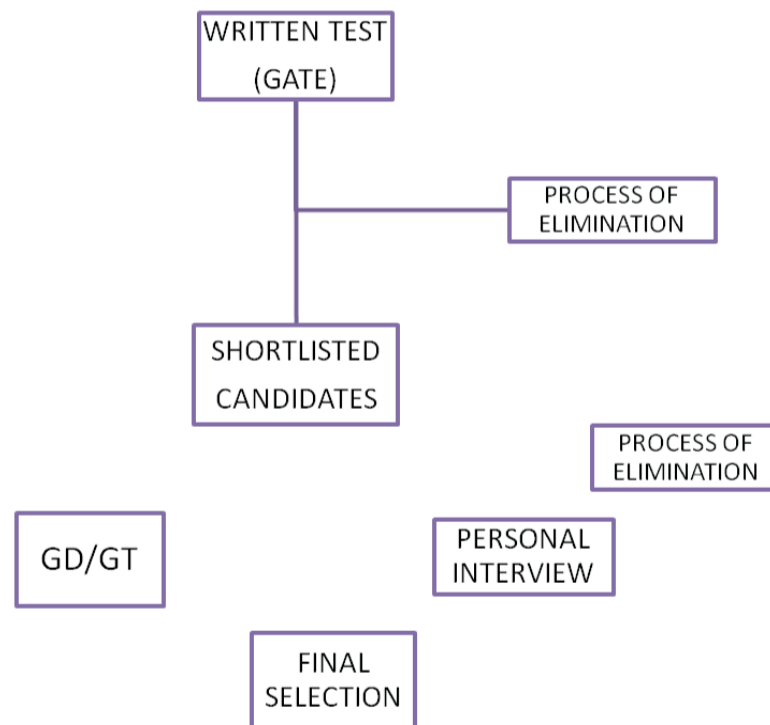 WRITTEN TEST
(GATE)
PROCESS OF
ELIMINATION
SHORTLISTED
CANDIDATES
PROCESS OF
ELIMINATION
GD/GT
PERSONAL
INTERVIEW
FINAL
SELECTION